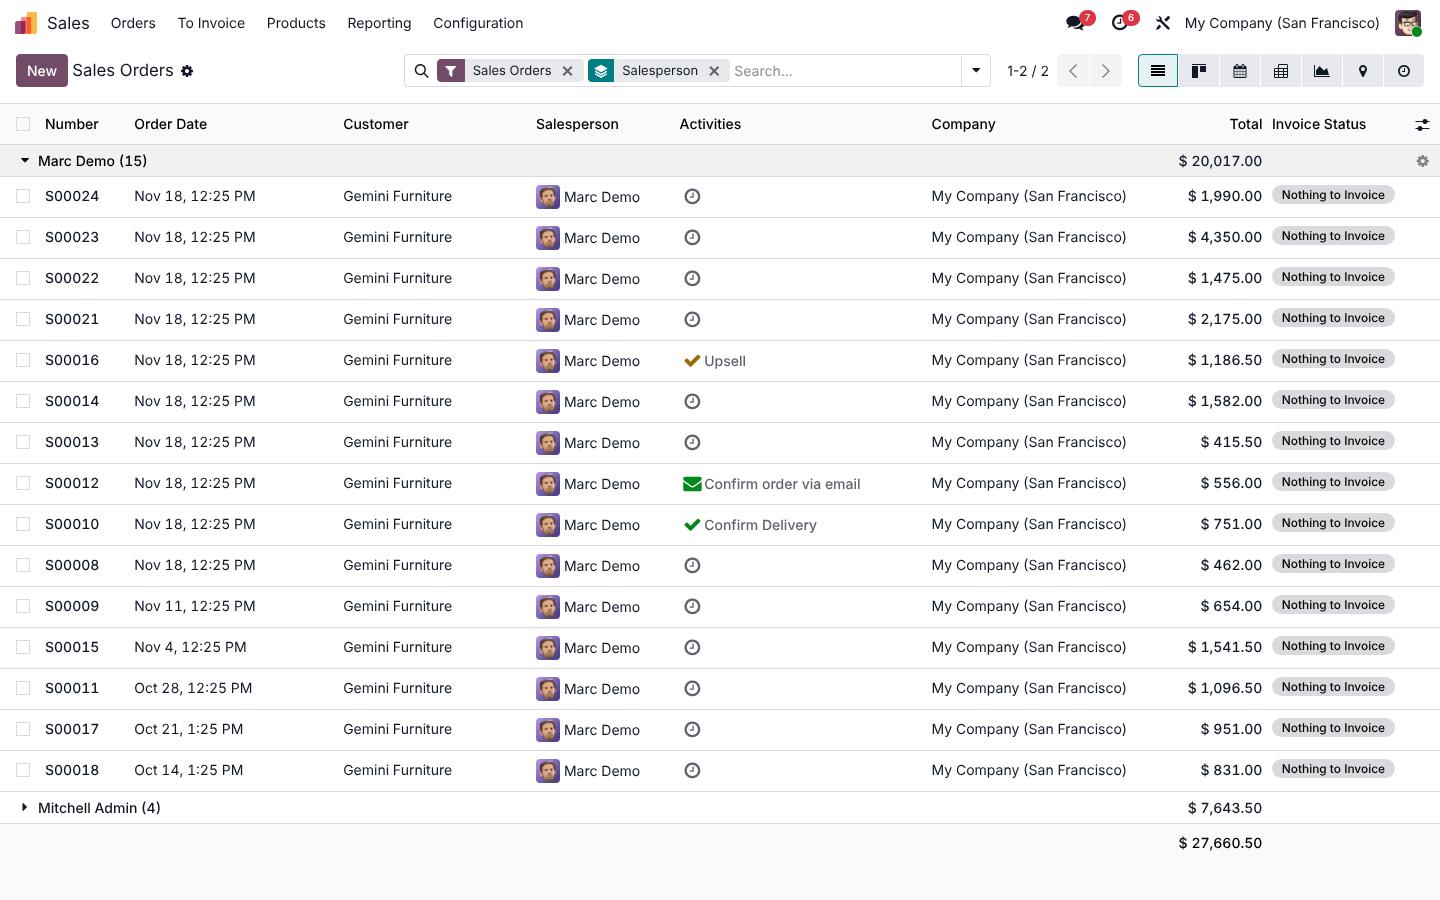 Sales Orders To Invoice Products Reporting Configuration 7 6 My Company (San Francisco)
New Sales Orders Sales Orders Salesperson Search... 1-2 / 2
Number Order Date Customer Salesperson Activities Company Total Invoice Status
Marc Demo (15) $ 20,017.00
S00024 Nov 18, 12:25 PM Gemini Furniture Marc Demo My Company (San Francisco) $ 1,990.00 Nothing to Invoice
S00023 Nov 18, 12:25 PM Gemini Furniture Marc Demo My Company (San Francisco) $ 4,350.00 Nothing to Invoice
S00022 Nov 18, 12:25 PM Gemini Furniture Marc Demo My Company (San Francisco) $ 1,475.00 Nothing to Invoice
S00021 Nov 18, 12:25 PM Gemini Furniture Marc Demo My Company (San Francisco) $ 2,175.00 Nothing to Invoice
S00016 Nov 18, 12:25 PM Gemini Furniture Marc Demo Upsell My Company (San Francisco) $ 1,186.50 Nothing to Invoice
S00014 Nov 18, 12:25 PM Gemini Furniture Marc Demo My Company (San Francisco) $ 1,582.00 Nothing to Invoice
S00013 Nov 18, 12:25 PM Gemini Furniture Marc Demo My Company (San Francisco) $ 415.50 Nothing to Invoice
S00012 Nov 18, 12:25 PM Gemini Furniture Marc Demo Confirm order via email My Company (San Francisco) $ 556.00 Nothing to Invoice
S00010 Nov 18, 12:25 PM Gemini Furniture Marc Demo Confirm Delivery My Company (San Francisco) $ 751.00 Nothing to Invoice
S00008 Nov 18, 12:25 PM Gemini Furniture Marc Demo My Company (San Francisco) $ 462.00 Nothing to Invoice
S00009 Nov 11, 12:25 PM Gemini Furniture Marc Demo My Company (San Francisco) $ 654.00 Nothing to Invoice
S00015 Nov 4, 12:25 PM Gemini Furniture Marc Demo My Company (San Francisco) $ 1,541.50 Nothing to Invoice
S00011 Oct 28, 12:25 PM Gemini Furniture Marc Demo My Company (San Francisco) $ 1,096.50 Nothing to Invoice
S00017 Oct 21, 1:25 PM Gemini Furniture Marc Demo My Company (San Francisco) $ 951.00 Nothing to Invoice
S00018 Oct 14, 1:25 PM Gemini Furniture Marc Demo My Company (San Francisco) $ 831.00 Nothing to Invoice
Mitchell Admin (4) $ 7,643.50
$ 27,660.50